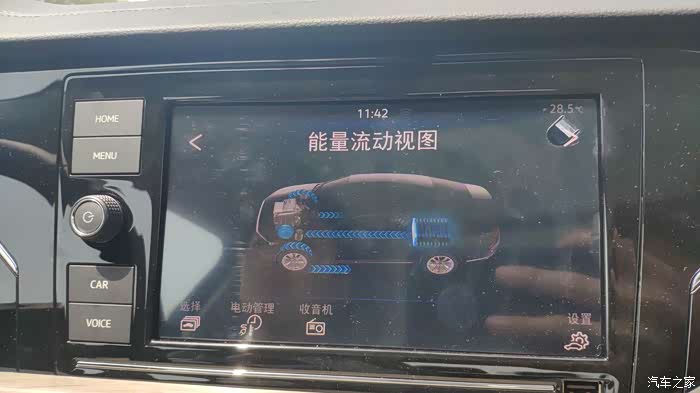 HOME
MENU
CAR
VOICE
11:42
-28.5℃
能量流动视图
选择
电动管理
收音机
设置
汽车之家